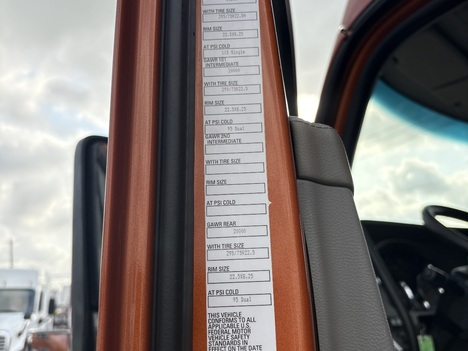 WITH TIRE SIZE
295/75R22.5H
RIM SIZE
22.5X8.25
AT PSI COLD
Single
GAWR 1ST
INTERMEDIATE
20000
WITH TIRE SIZE
295/75R22.5
RIM SIZE
22.5X8.25
AT PSI COLD
95 Dual
GAWR 2ND
INTERMEDIATE
WITH TIRE SIZE
RIM SIZE
AT PSI COLD
GAWR REAR
20000
WITH TIRE SIZE
295/75R22.5
RIM SIZE
22.5X8.25
AT PSI COLD
95 Dual
THIS VEHICLE
CONFORMS TO ALL
APPLICABLE U.S.
FEDERAL MOTOR
VEHICLE SAFETY
STANDARDS IN
EFFECT ON THE DATE